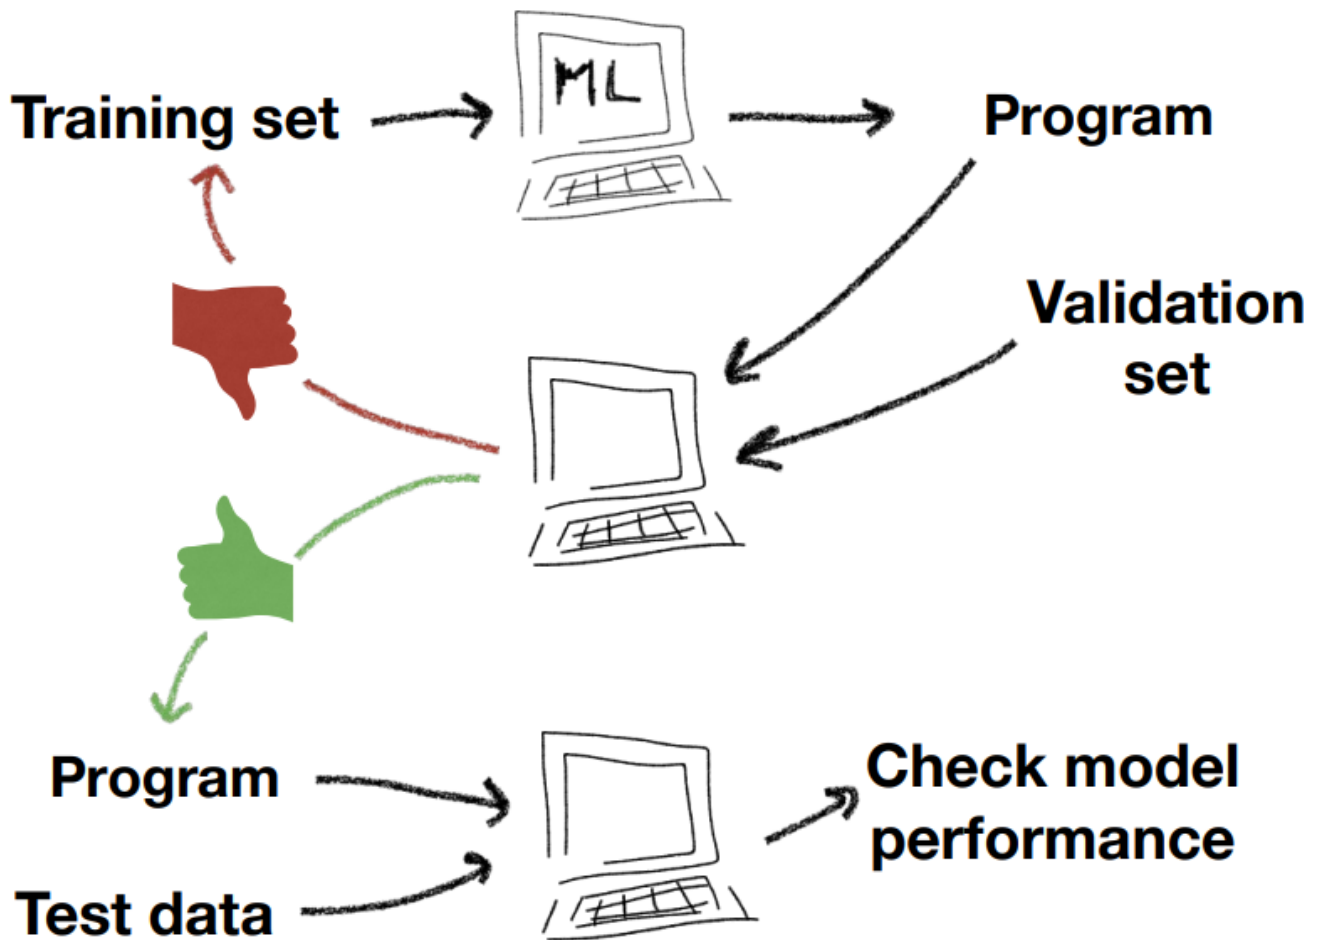 Training set
ML
Program
Validation
set
Program
Test data
Check model
performance